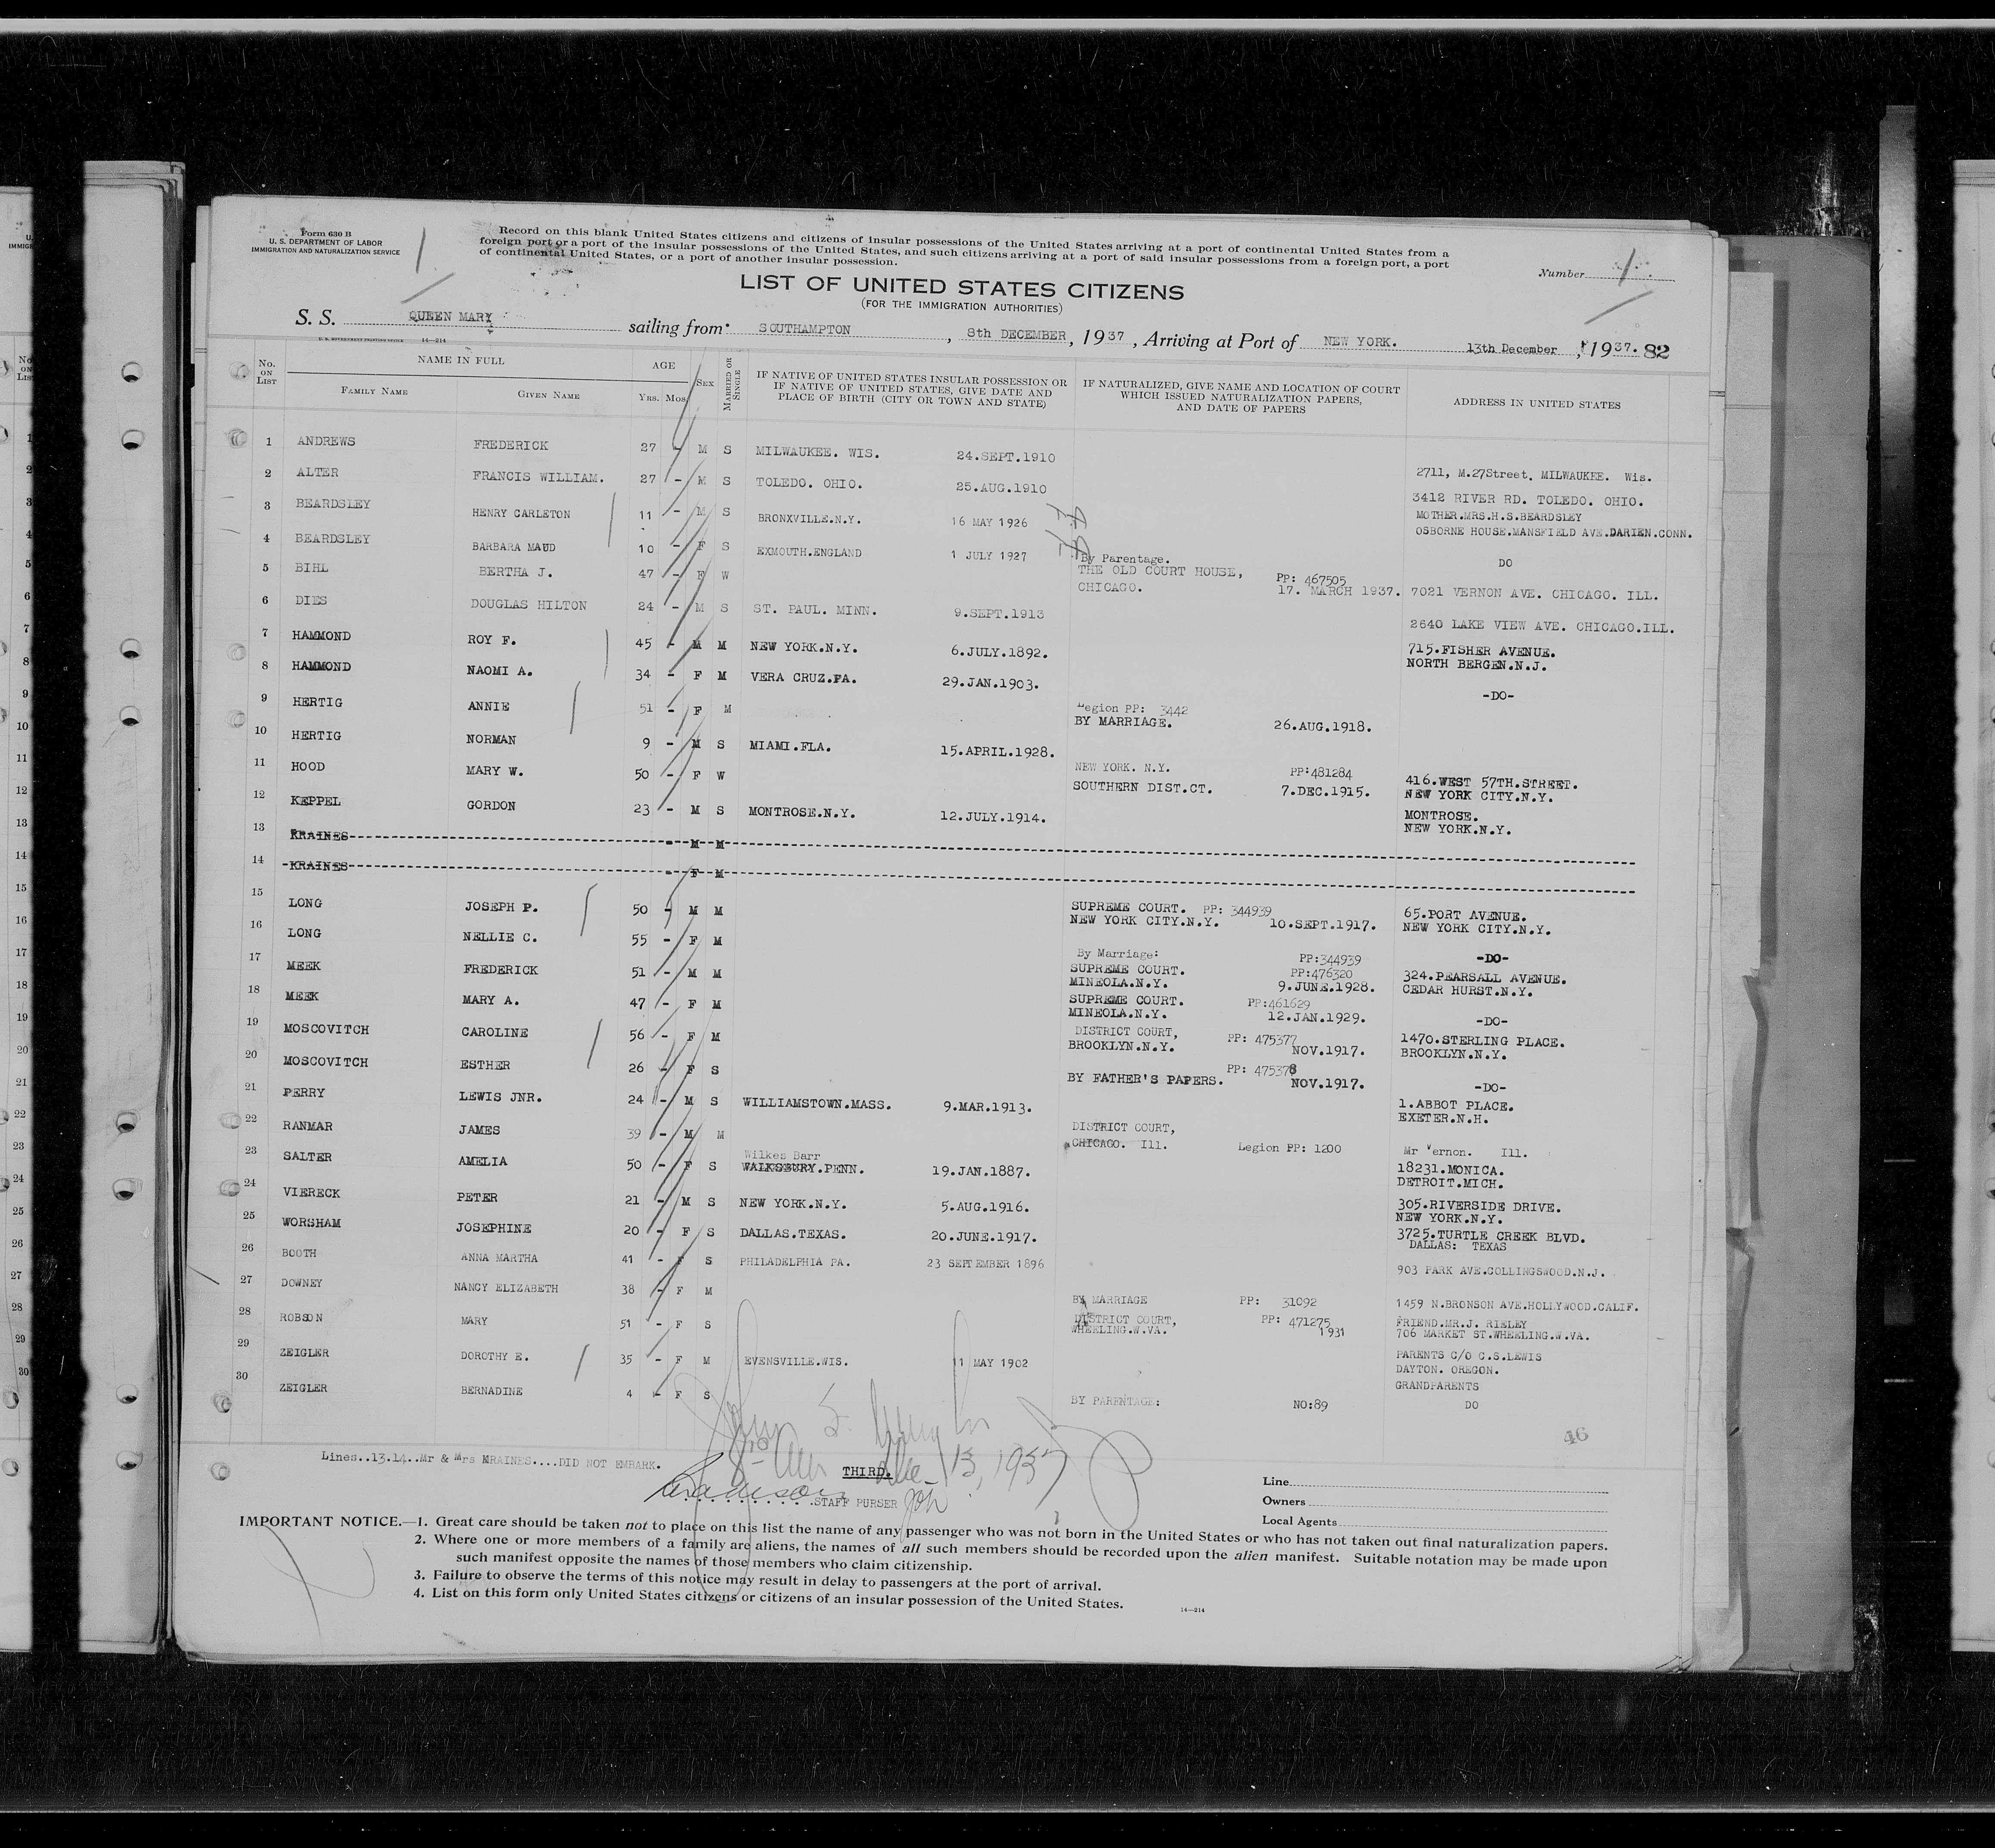 Form 630 B
U. S. DEPARTMENT OF LABOR
IMMIGRATION AND NATURALIZATION SERVICE
Record on this blank United States citizens and citizens of insular possessions of the United States arriving at a port of continental United States from a
foreign port or a port of the insular possessions of the United States, and such citizens arriving at a port of said insular possessions from a foreign port, a port
of continental United States, or a port of another insular possession.
Number 1
LIST OF UNITED STATES CITIZENS
(FOR THE IMMIGRATION AUTHORITIES)
S. S. QUEEN MARY sailing from SOUTHAMPTON, 8th DECEMBER, 1937, Arriving at Port of NEW YORK. 13th December, 1937. 82
U. S. GOVERNMENT PRINTING OFFICE 14—214
No. ON LIST NAME IN FULL AGE SEX MARRIED OR SINGLE IF NATIVE OF UNITED STATES INSULAR POSSESSION OR IF NATIVE OF UNITED STATES, GIVE DATE AND PLACE OF BIRTH (CITY OR TOWN AND STATE) IF NATURALIZED, GIVE NAME AND LOCATION OF COURT WHICH ISSUED NATURALIZATION PAPERS, AND DATE OF PAPERS ADDRESS IN UNITED STATES
FAMILY NAME GIVEN NAME Yrs. Mos.
1 ANDREWS FREDERICK 27 - M S MILWAUKEE. WIS. 24.SEPT.1910 2711, M.27Street, MILWAUKEE. Wis.
2 ALTER FRANCIS WILLIAM. 27 - M S TOLEDO. OHIO. 25.AUG.1910 3412 RIVER RD. TOLEDO. OHIO.
3 BEARDSLEY HENRY CARLETON 11 - M S BRONXVILLE.N.Y. 16 MAY 1926 MOTHER.MRS.H.S.BEARDSLEY
OSBORNE HOUSE.MANSFIELD AVE.DARIEN.CONN.
4 BEARDSLEY BARBARA MAUD 10 - F S EXMOUTH.ENGLAND 1 JULY 1927 By Parentage. DO
5 BIHL BERTHA J. 47 - F W THE OLD COURT HOUSE, PP: 467505
CHICAGO. 17. MARCH 1937. 7021 VERNON AVE. CHICAGO. ILL.
6 DIES DOUGLAS HILTON 24 - M S ST. PAUL. MINN. 9.SEPT.1913 2640 LAKE VIEW AVE. CHICAGO.ILL.
7 HAMMOND ROY F. 45 - M M NEW YORK.N.Y. 6.JULY.1892. 715.FISHER AVENUE.
NORTH BERGEN.N.J.
8 HAMMOND NAOMI A. 34 - F M VERA CRUZ.PA. 29.JAN.1903. -DO-
9 HERTIG ANNIE 51 - F M Legion PP: 3442
BY MARRIAGE. 26.AUG.1918.
10 HERTIG NORMAN 9 - M S MIAMI.FLA. 15.APRIL.1928.
11 HOOD MARY W. 50 - F W NEW YORK. N.Y. PP:481284 416.WEST 57TH.STREET.
SOUTHERN DIST.CT. 7.DEC.1915. NEW YORK CITY.N.Y.
12 KEPPEL GORDON 23 - M S MONTROSE.N.Y. 12.JULY.1914. MONTROSE.
NEW YORK.N.Y.
13 KRAINES - M M
14 KRAINES - F M
15 LONG JOSEPH P. 50 - M M SUPREME COURT. PP: 344939 65.PORT AVENUE.
NEW YORK CITY.N.Y. 10.SEPT.1917. NEW YORK CITY.N.Y.
16 LONG NELLIE C. 55 - F M By Marriage: PP:344939 -DO-
17 MEEK FREDERICK 51 - M M SUPREME COURT. PP:476320 324.PEARSALL AVENUE.
MINEOLA.N.Y. 9.JUNE.1928. CEDAR HURST.N.Y.
18 MEEK MARY A. 47 - F M SUPREME COURT. PP:461629
MINEOLA.N.Y. 12.JAN.1929. -DO-
19 MOSCOVITCH CAROLINE 56 - F M DISTRICT COURT, PP: 475377 1470.STERLING PLACE.
BROOKLYN.N.Y. NOV.1917. BROOKLYN.N.Y.
20 MOSCOVITCH ESTHER 26 - F S PP: 475378
BY FATHER'S PAPERS. NOV.1917. -DO-
21 PERRY LEWIS JNR. 24 - M S WILLIAMSTOWN.MASS. 9.MAR.1913. 1.ABBOT PLACE.
EXETER.N.H.
22 RANMAR JAMES 39 - M M DISTRICT COURT,
CHICAGO. Ill. Legion PP: 1200 Mr Vernon. Ill.
23 SALTER AMELIA 50 - F S Wilkes Barr
WALKSBURY.PENN. 19.JAN.1887. 18231.MONICA.
DETROIT.MICH.
24 VIERECK PETER 21 - M S NEW YORK.N.Y. 5.AUG.1916. 305.RIVERSIDE DRIVE.
NEW YORK.N.Y.
25 WORSHAM JOSEPHINE 20 - F S DALLAS.TEXAS. 20.JUNE.1917. 3725.TURTLE CREEK BLVD.
DALLAS: TEXAS
26 BOOTH ANNA MARTHA 41 - F S PHILADELPHIA PA. 23 SEPTEMBER 1896 903 PARK AVE.COLLINGSWOOD.N.J.
27 DOWNEY NANCY ELIZABETH 38 - F M BY MARRIAGE PP: 31092 1459 N.BRONSON AVE.HOLLYWOOD.CALIF.
28 ROBSON MARY 51 - F S DISTRICT COURT, PP: 471275 FRIEND.MR.J. RIELEY
WHEELING.W.VA. 1931 706 MARKET ST.WHEELING.W.VA.
29 ZEIGLER DOROTHY E. 35 - F M EVENSVILLE.WIS. 11 MAY 1902 PARENTS C/O C.S.LEWIS
DAYTON. OREGON.
30 ZEIGLER BERNADINE 4 - F S BY PARENTAGE: NO:89 GRANDPARENTS
DO
46
Lines..13.14..Mr & Mrs KRAINES....DID NOT EMBARK.
THIRD.
Dec 13, 1937
STAFF PURSER
Line
Owners
Local Agents
IMPORTANT NOTICE.—1. Great care should be taken not to place on this list the name of any passenger who was not born in the United States or who has not taken out final naturalization papers.
2. Where one or more members of a family are aliens, the names of all such members should be recorded upon the alien manifest. Suitable notation may be made upon
such manifest opposite the names of those members who claim citizenship.
3. Failure to observe the terms of this notice may result in delay to passengers at the port of arrival.
4. List on this form only United States citizens or citizens of an insular possession of the United States.
14—214